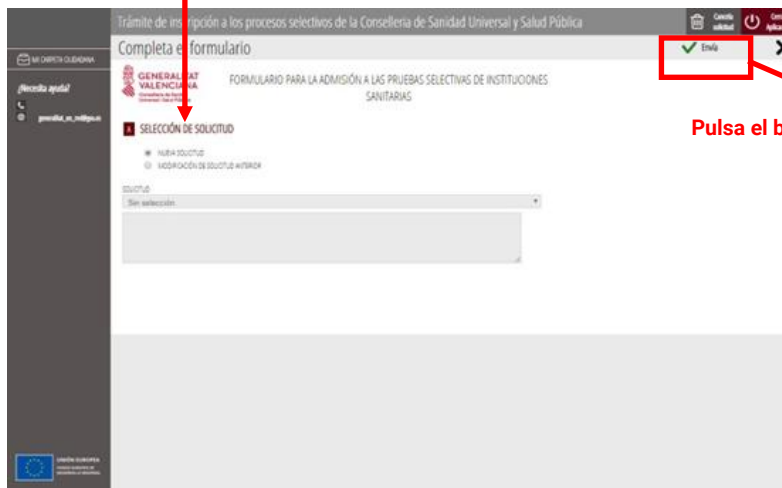 Trámite de inscripción a los procesos selectivos de la Conselleria de Sanidad Universal y Salud Pública
Cancela solicitud
MI CARPETA CIUDADANA
Completa el formulario
Envía
¿Necesita ayuda?
GENERALITAT
VALENCIANA
FORMULARIO PARA LA ADMISIÓN A LAS PRUEBAS SELECTIVAS DE INSTITUCIONES
SANITARIAS
Pulsa el b
A SELECCIÓN DE SOLICITUD
NUEVA SOLICITUD
MODIFICACIÓN DE SOLICITUD ANTERIOR
SOLICITUD
Sin selección
UNIÓN EUROPEA